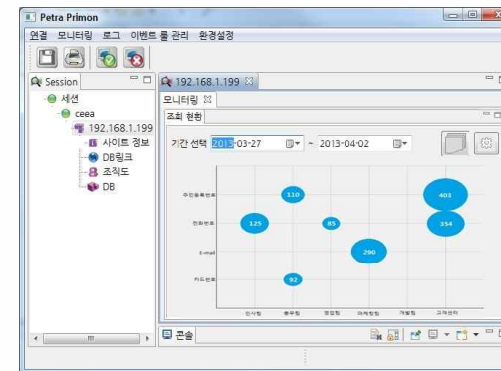 Petra Primon
연결 모니터링 로그 이벤트 룰 관리 환경설정
Session
192.168.1.199
세션
ceea
192.168.1.199
사이트 정보
DB링크
조직도
DB
모니터링
조회 현황
기간 선택 2013-03-27 ~ 2013-04-02
주민등록번호 110 403
전화번호 125 85 354
E-mail 290
카드번호 92
인사팀 총무팀 영업팀 마케팅팀 개발팀 고객센터
콘솔